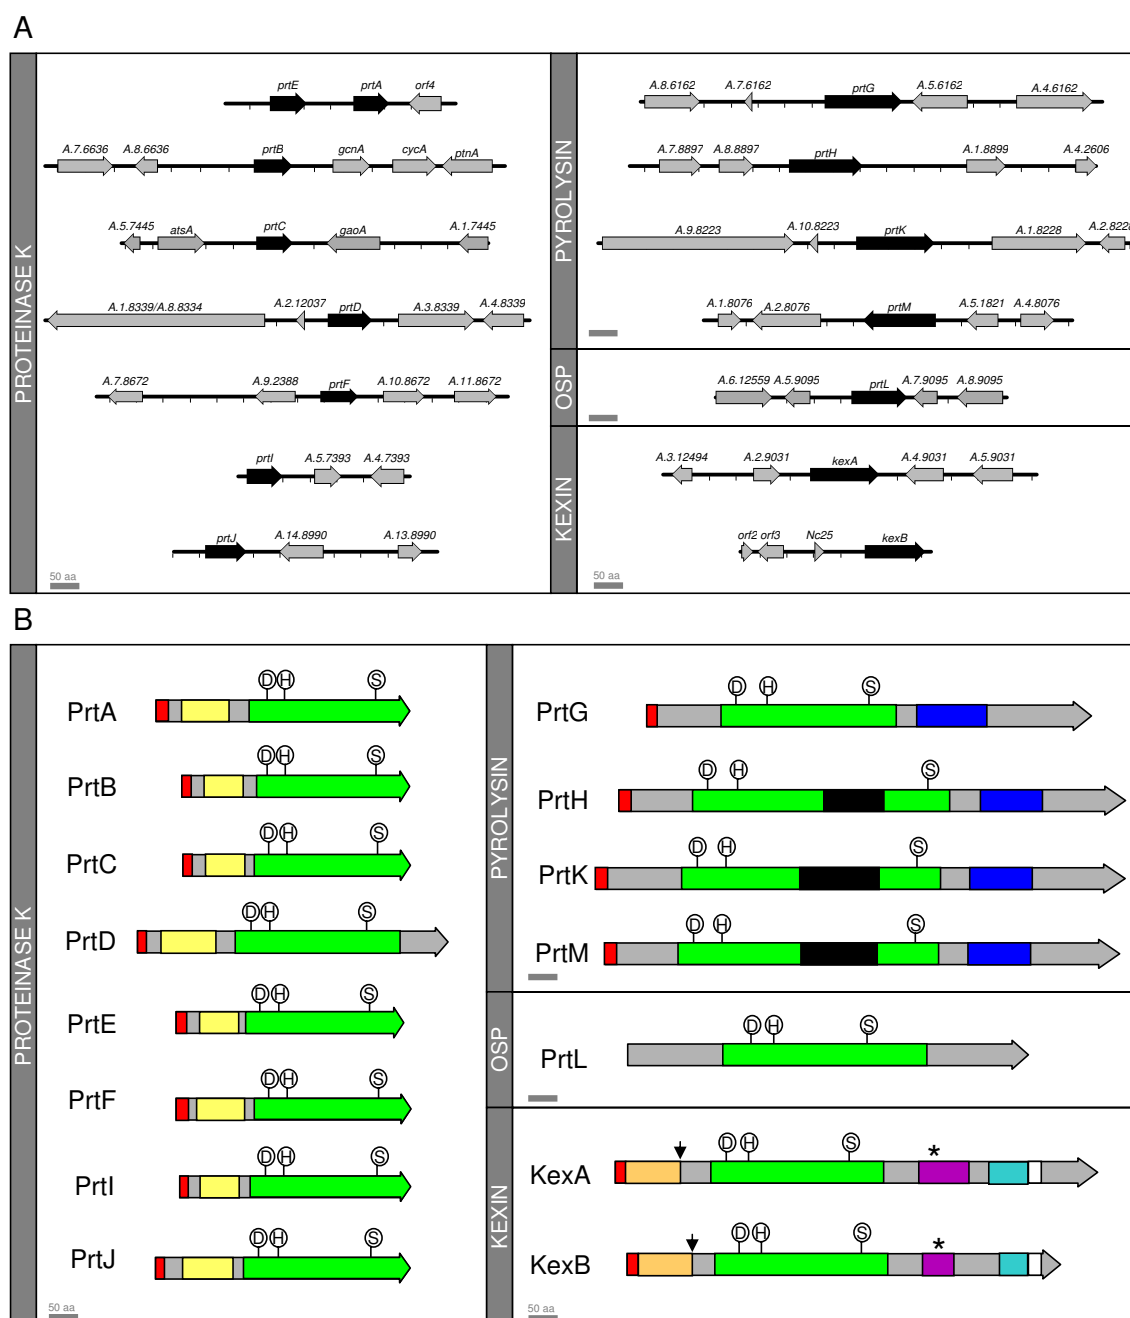 A
PROTEINASE K
prtE prtA orf4
A.7.6636 A.8.6636 prtB gcnA cycA ptnA
A.5.7445 atsA prtC gaoA A.1.7445
A.1.8339/A.8.8334 A.2.12037 prtD A.3.8339 A.4.8339
A.7.8672 A.9.2388 prtF A.10.8672 A.11.8672
prtI A.5.7393 A.4.7393
prtJ A.14.8990 A.13.8990
50 aa
PYROLYSIN
A.8.6162 A.7.6162 prtG A.5.6162 A.4.6162
A.7.8897 A.8.8897 prtH A.1.8899 A.4.2606
A.9.8223 A.10.8223 prtK A.1.8228 A.2.8228
A.1.8076 A.2.8076 prtM A.5.1821 A.4.8076
OSP
A.6.12559 A.5.9095 prtL A.7.9095 A.8.9095
KEXIN
A.3.12494 A.2.9031 kexA A.4.9031 A.5.9031
orf2 orf3 Nc25 kexB
50 aa
B
PROTEINASE K
D H S
PrtA
D H S
PrtB
D H S
PrtC
D H S
PrtD
D H S
PrtE
D H S
PrtF
D H S
PrtI
D H S
PrtJ
50 aa
PYROLYSIN
D H S
PrtG
D H S
PrtH
D H S
PrtK
D H S
PrtM
OSP
D H S
PrtL
KEXIN
D H S *
KexA
D H S *
KexB
50 aa